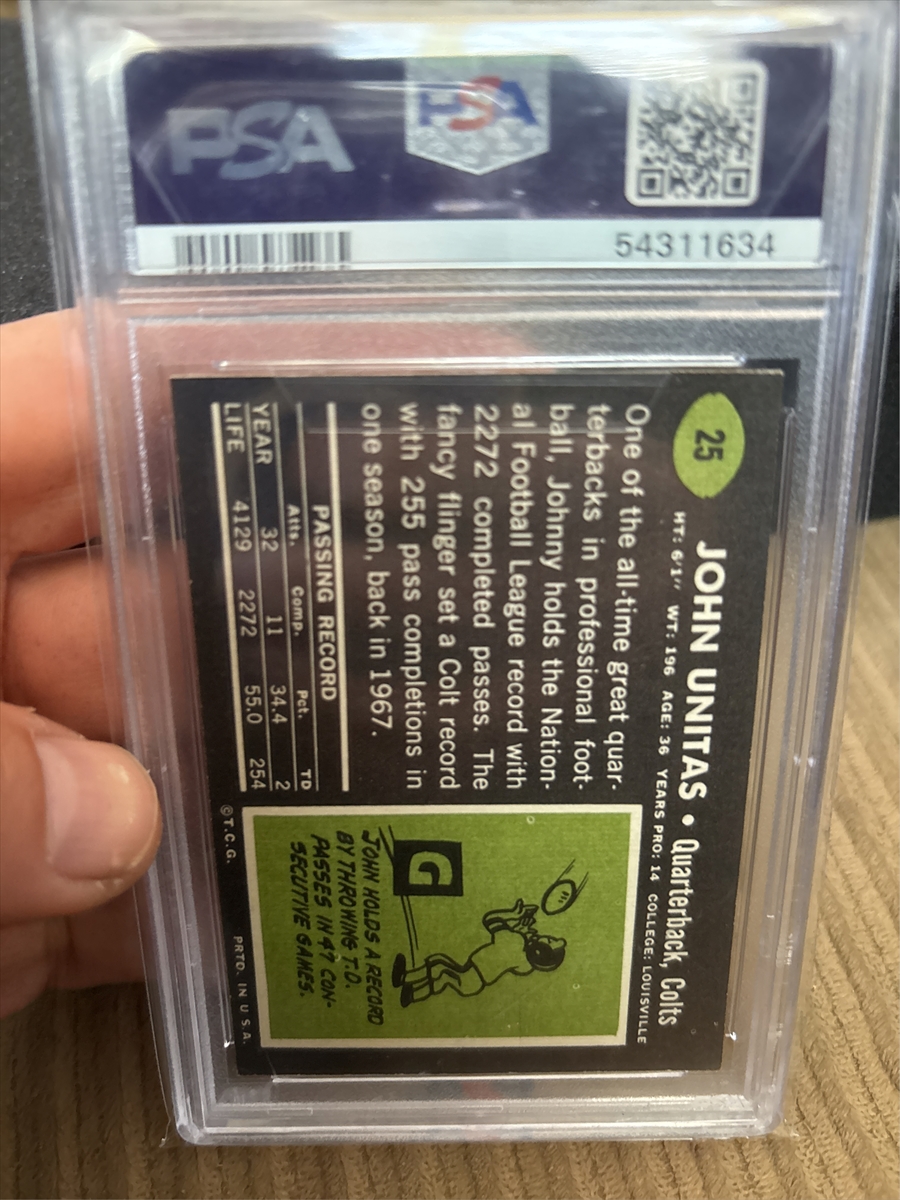 PSA
PSA
54311634
25
JOHN UNITAS • Quarterback, Colts
HT: 6'1" WT: 196 AGE: 36 YEARS PRO: 14 COLLEGE: LOUISVILLE
One of the all-time great quar-
terbacks in professional foot-
ball, Johnny holds the Nation-
al Football League record with
2272 completed passes. The
fancy flinger set a Colt record
with 255 pass completions in
one season, back in 1967.
PASSING RECORD
Atts. Comp. Pct. TD
YEAR 32 11 34.4 2
LIFE 4129 2272 55.0 254
G
JOHN HOLDS A RECORD
BY THROWING T.D.
PASSES IN 47 CON-
SECUTIVE GAMES.
©T.C.G. PRTD. IN U.S.A.